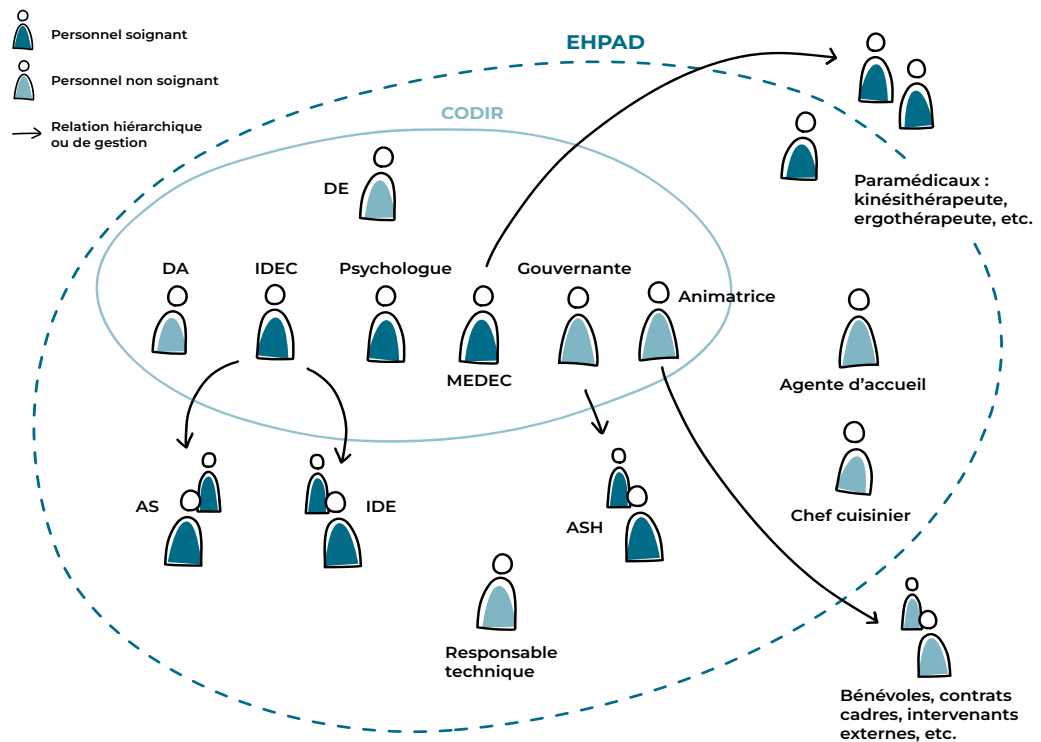 Personnel soignant
Personnel non soignant
Relation hiérarchique
ou de gestion
EHPAD
CODIR
DE
Paramédicaux :
kinésithérapeute,
ergothérapeute, etc.
DA
IDEC
Psychologue
Gouvernante
Animatrice
MEDEC
Agente d'accueil
AS
IDE
ASH
Chef cuisinier
Responsable
technique
Bénévoles, contrats
cadres, intervenants
externes, etc.